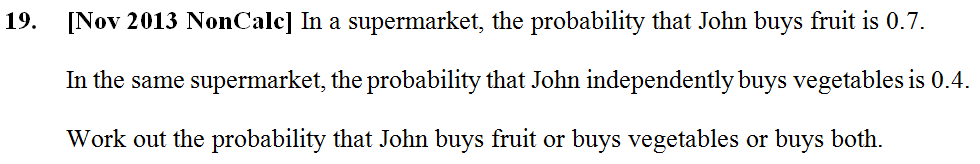 19. [Nov 2013 NonCalc] In a supermarket, the probability that John buys fruit is 0.7.
In the same supermarket, the probability that John independently buys vegetables is 0.4.
Work out the probability that John buys fruit or buys vegetables or buys both.